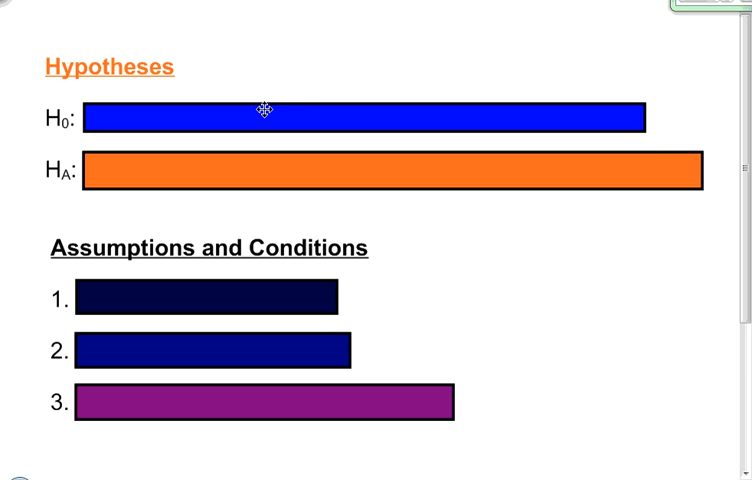 Hypotheses
H₀:
Hₐ:
Assumptions and Conditions
1.
2.
3.